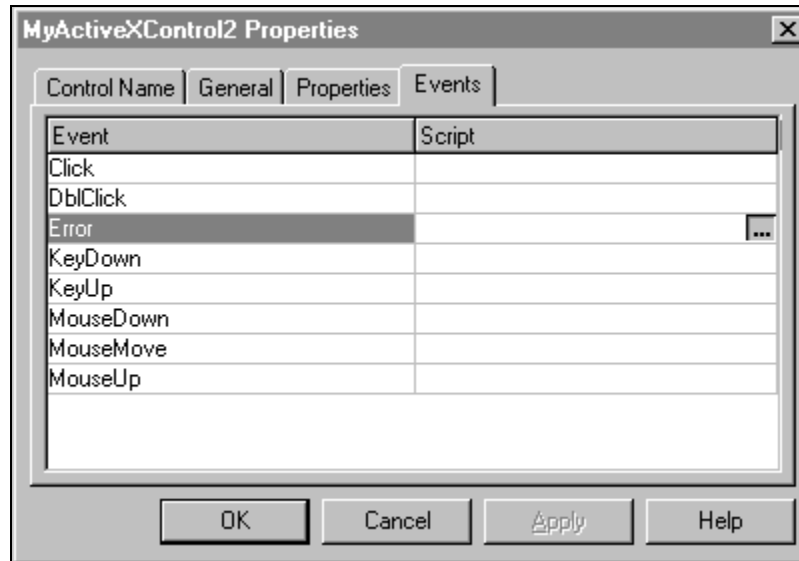 MyActiveXControl2 Properties
Control Name General Properties Events
Event Script
Click
DblClick
Error ...
KeyDown
KeyUp
MouseDown
MouseMove
MouseUp
OK Cancel Apply Help